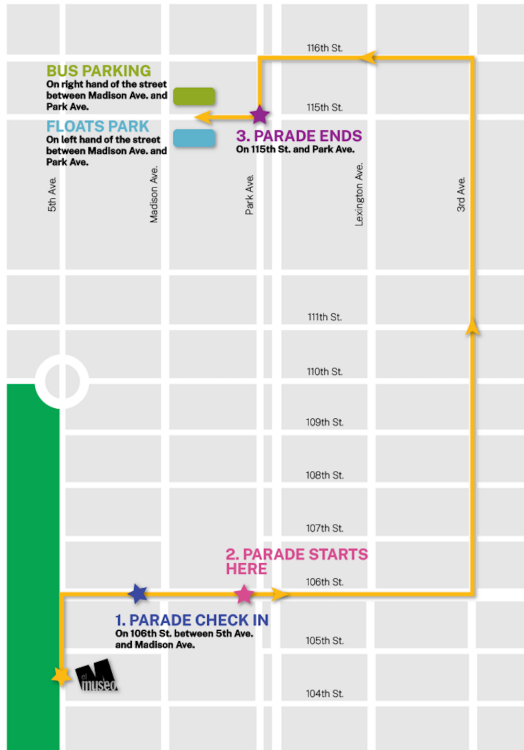 116th St.
BUS PARKING
On right hand of the street
between Madison Ave. and
Park Ave.
115th St.
FLOATS PARK
On left hand of the street
between Madison Ave. and
Park Ave.
3. PARADE ENDS
On 115th St. and Park Ave.
5th Ave.
Madison Ave.
Park Ave.
Lexington Ave.
3rd Ave.
111th St.
110th St.
109th St.
108th St.
107th St.
2. PARADE STARTS
HERE
106th St.
1. PARADE CHECK IN
On 106th St. between 5th Ave.
and Madison Ave.
105th St.
el
museo
104th St.